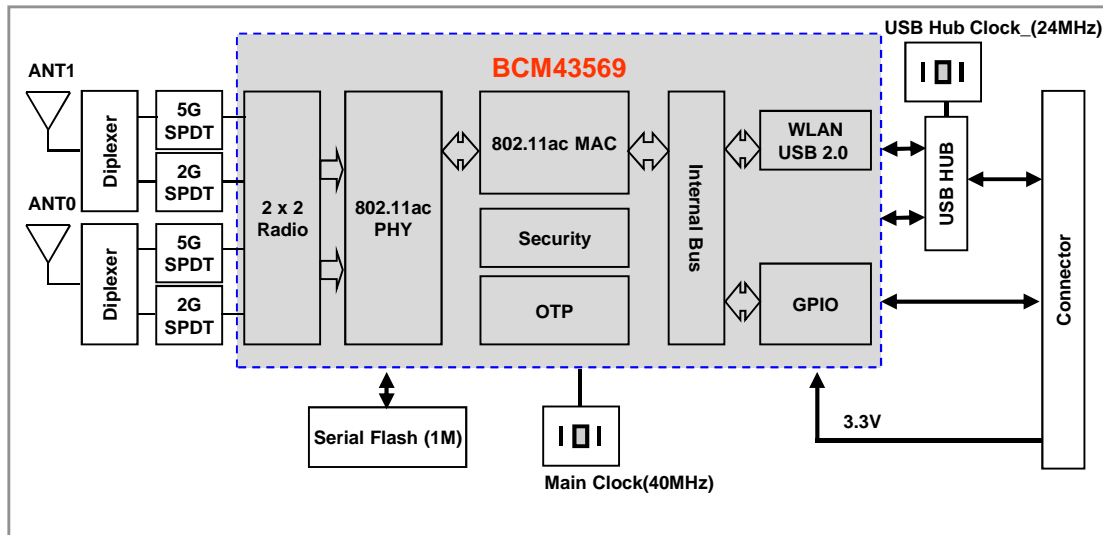 USB Hub Clock_(24MHz)
BCM43569
ANT1
Diplexer
5G
SPDT
2G
SPDT
ANT0
Diplexer
5G
SPDT
2G
SPDT
2 x 2
Radio
802.11ac
PHY
802.11ac MAC
Security
OTP
Internal Bus
WLAN
USB 2.0
GPIO
USB HUB
Connector
3.3V
Serial Flash (1M)
Main Clock(40MHz)